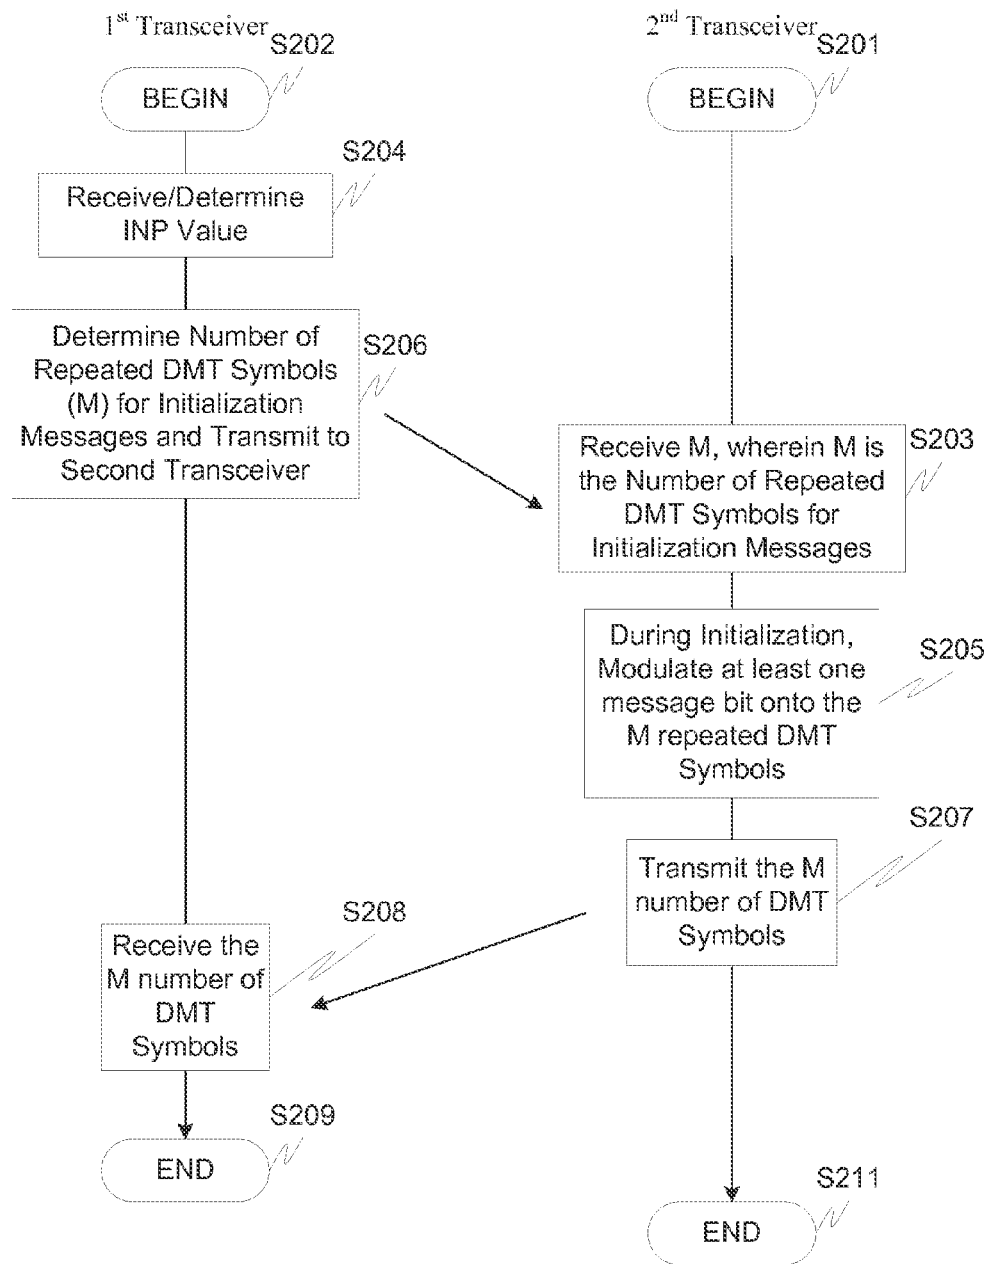 1st Transceiver
S202
BEGIN
S204
Receive/Determine
INP Value
Determine Number of
Repeated DMT Symbols
(M) for Initialization
Messages and Transmit to
Second Transceiver
S206
2nd Transceiver
S201
BEGIN
Receive M, wherein M is
the Number of Repeated
DMT Symbols for
Initialization Messages
S203
During Initialization,
Modulate at least one
message bit onto the
M repeated DMT
Symbols
S205
S207
Transmit the M
number of DMT
Symbols
S208
Receive the
M number of
DMT
Symbols
S209
END
S211
END